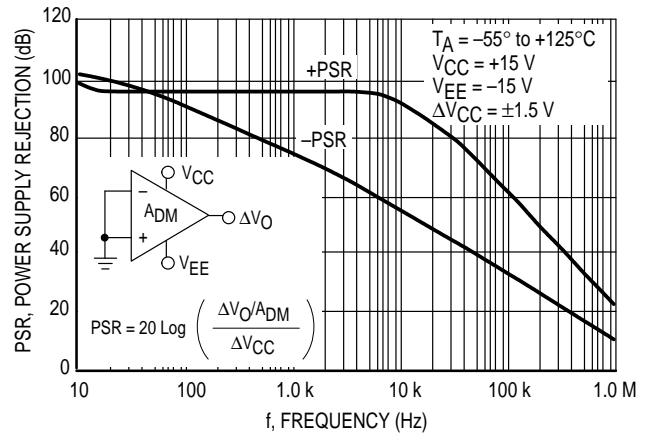 PSR, POWER SUPPLY REJECTION (dB)
120
100
80
60
40
20
0
+PSR
–PSR
TA = –55° to +125°C
VCC = +15 V
VEE = –15 V
ΔVCC = ±1.5 V
VCC
–
ADM
+
ΔVO
VEE
PSR = 20 Log ( ΔVO/ADM
ΔVCC )
10 100 1.0 k 10 k 100 k 1.0 M
f, FREQUENCY (Hz)